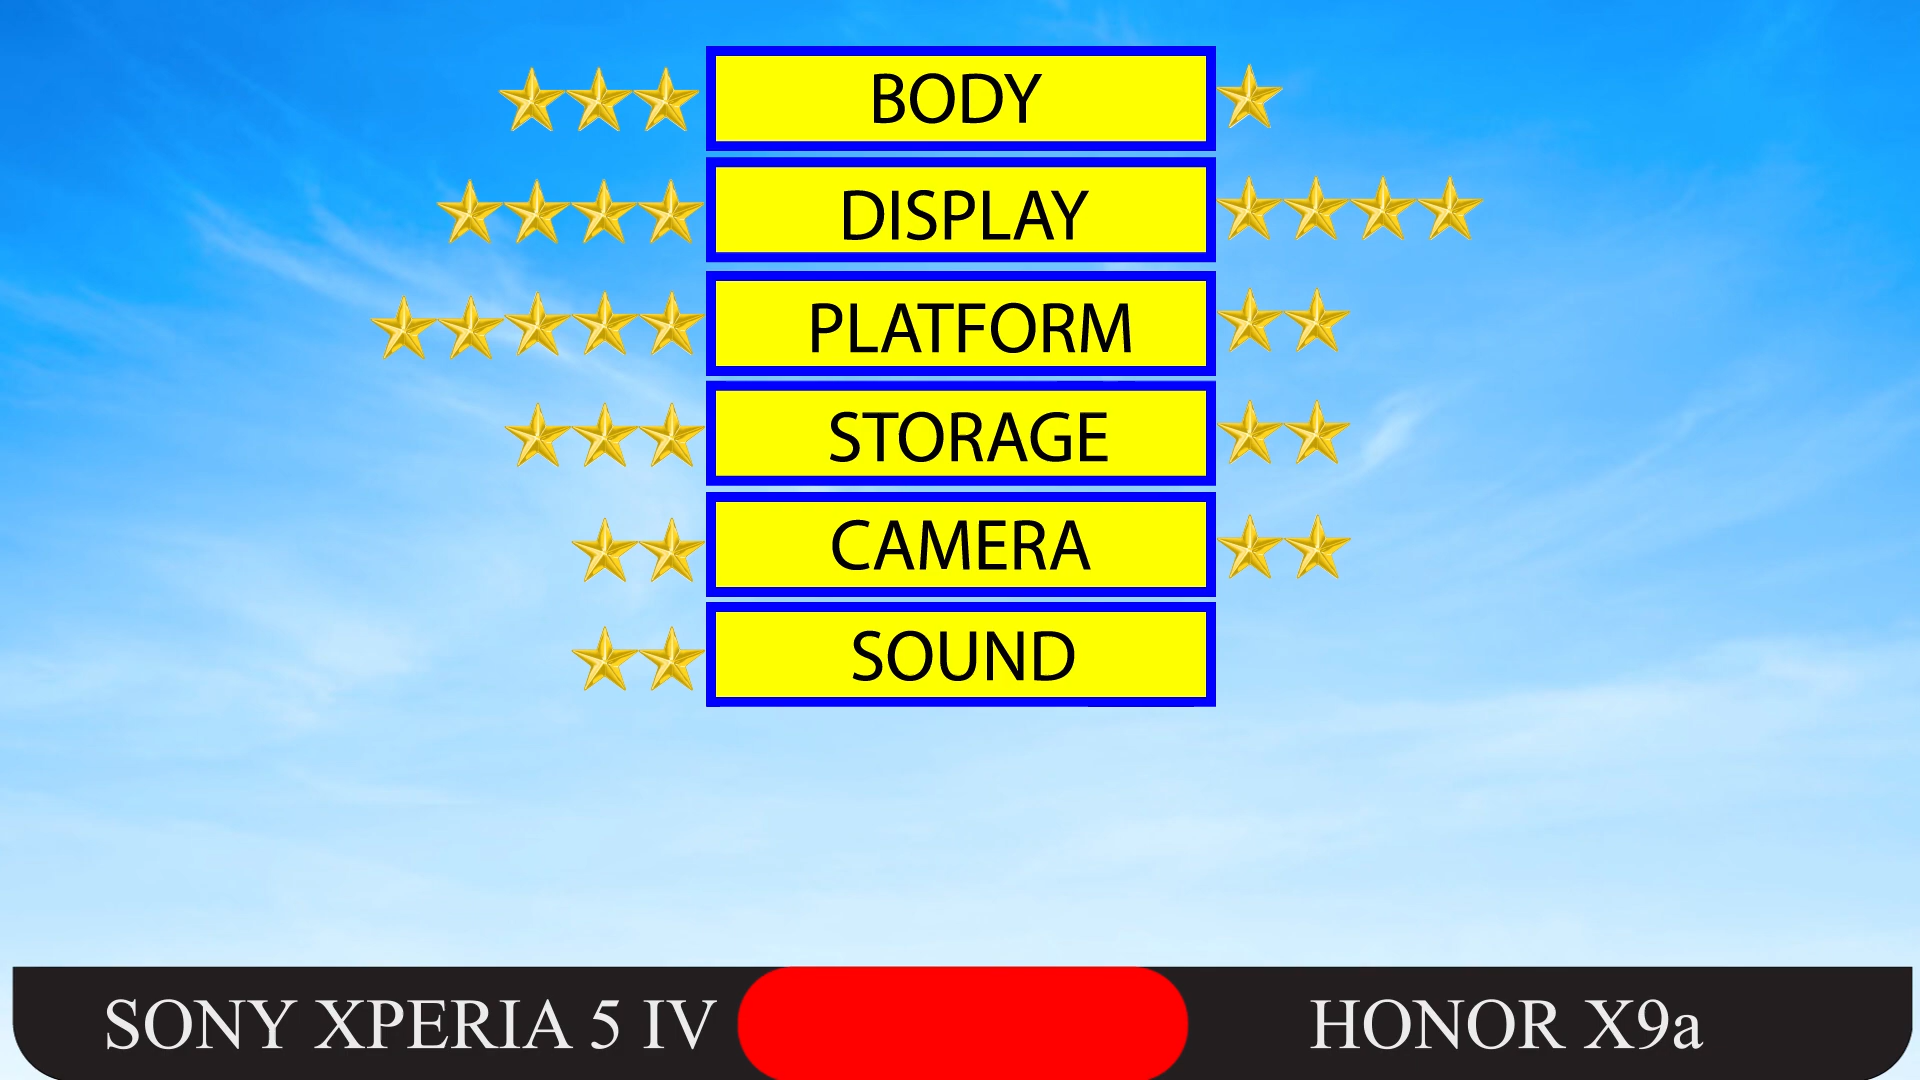 BODY
DISPLAY
PLATFORM
STORAGE
CAMERA
SOUND
SONY XPERIA 5 IV
HONOR X9a